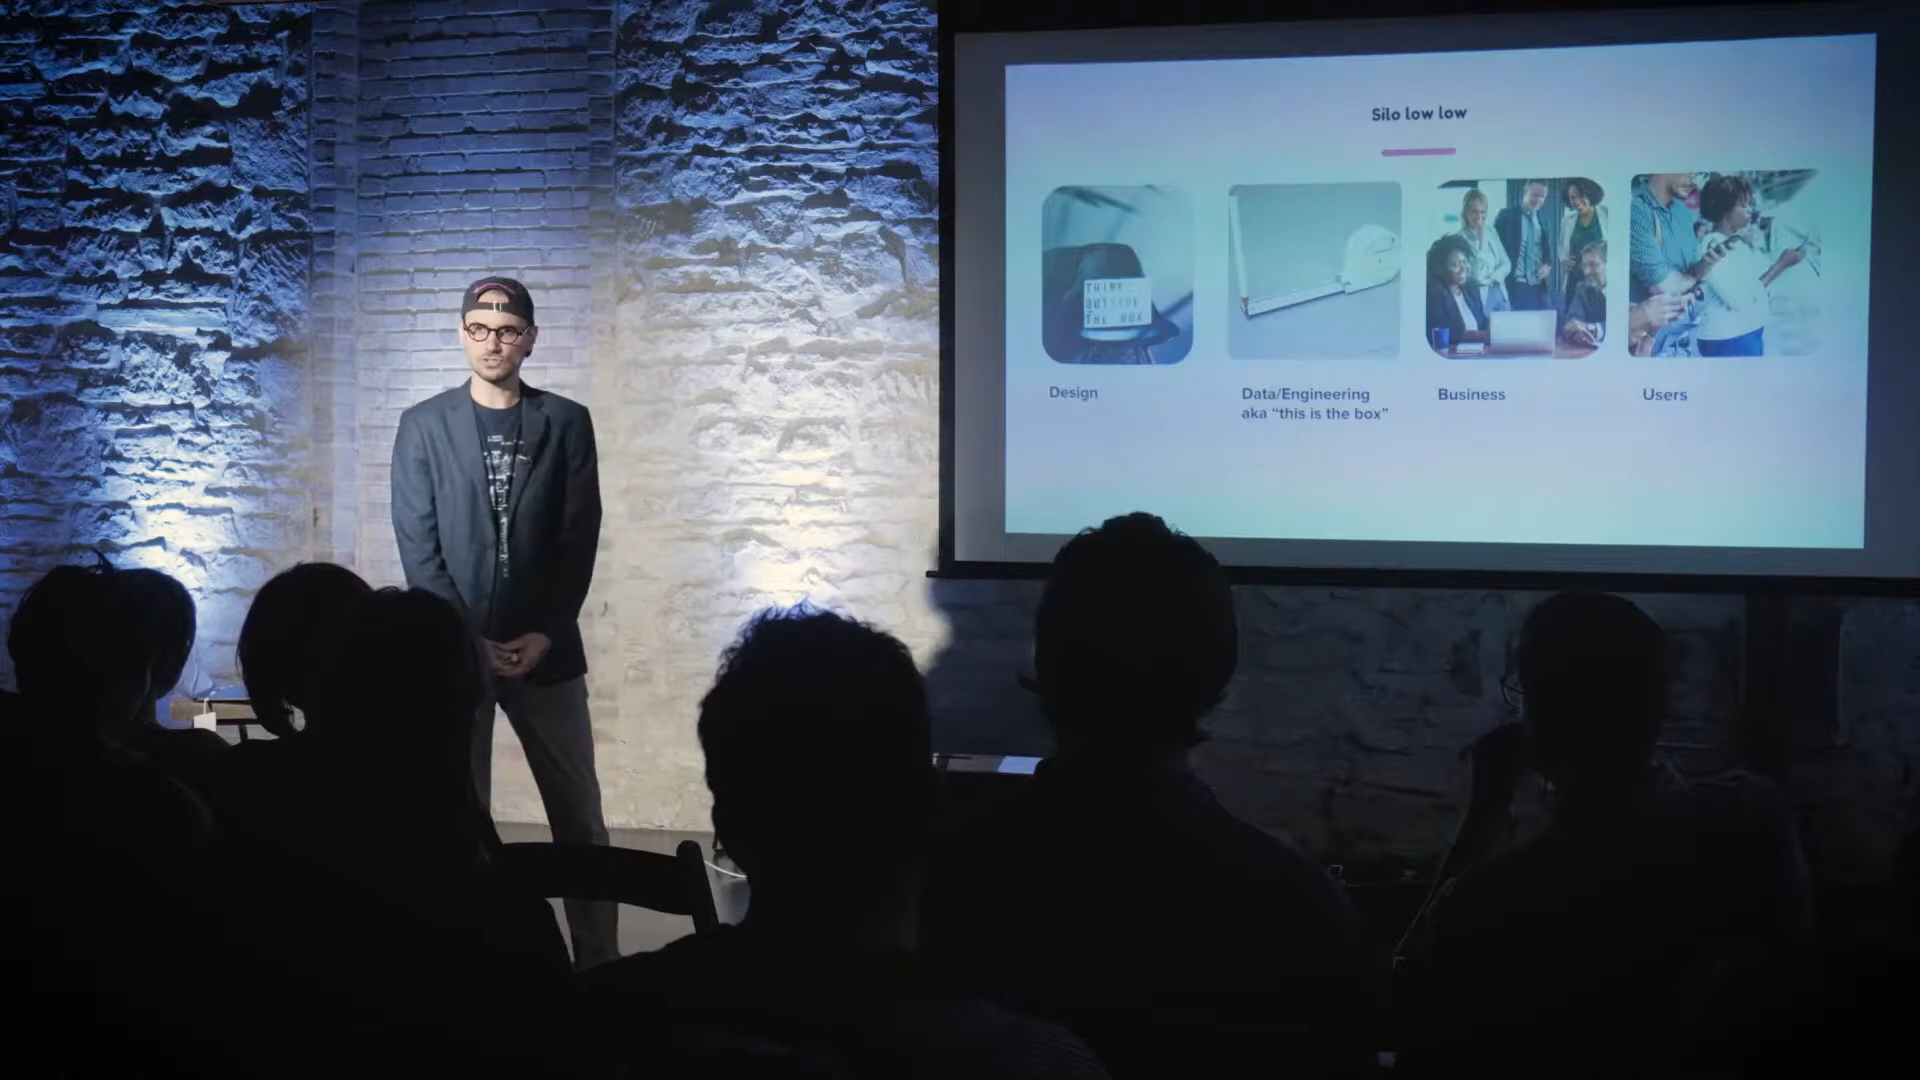 Silo low low
THINK
OUTSIDE
THE BOX
Design
Data/Engineering
aka “this is the box”
Business
Users